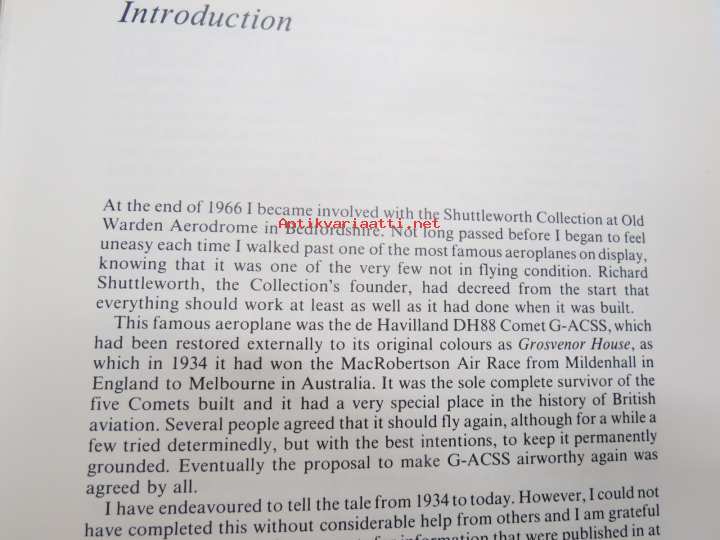 Introduction
At the end of 1966 I became involved with the Shuttleworth Collection at Old
Antikvariaatti.net
Warden Aerodrome in Bedfordshire. Not long passed before I began to feel
uneasy each time I walked past one of the most famous aeroplanes on display,
knowing that it was one of the very few not in flying condition. Richard
Shuttleworth, the Collection's founder, had decreed from the start that
everything should work at least as well as it had done when it was built.
This famous aeroplane was the de Havilland DH88 Comet G-ACSS, which
had been restored externally to its original colours as Grosvenor House, as
which in 1934 it had won the MacRobertson Air Race from Mildenhall in
England to Melbourne in Australia. It was the sole complete survivor of the
five Comets built and it had a very special place in the history of British
aviation. Several people agreed that it should fly again, although for a while a
few tried determinedly, but with the best intentions, to keep it permanently
grounded. Eventually the proposal to make G-ACSS airworthy again was
agreed by all.
I have endeavoured to tell the tale from 1934 to today. However, I could not
have completed this without considerable help from others and I am grateful
for information that were published in at